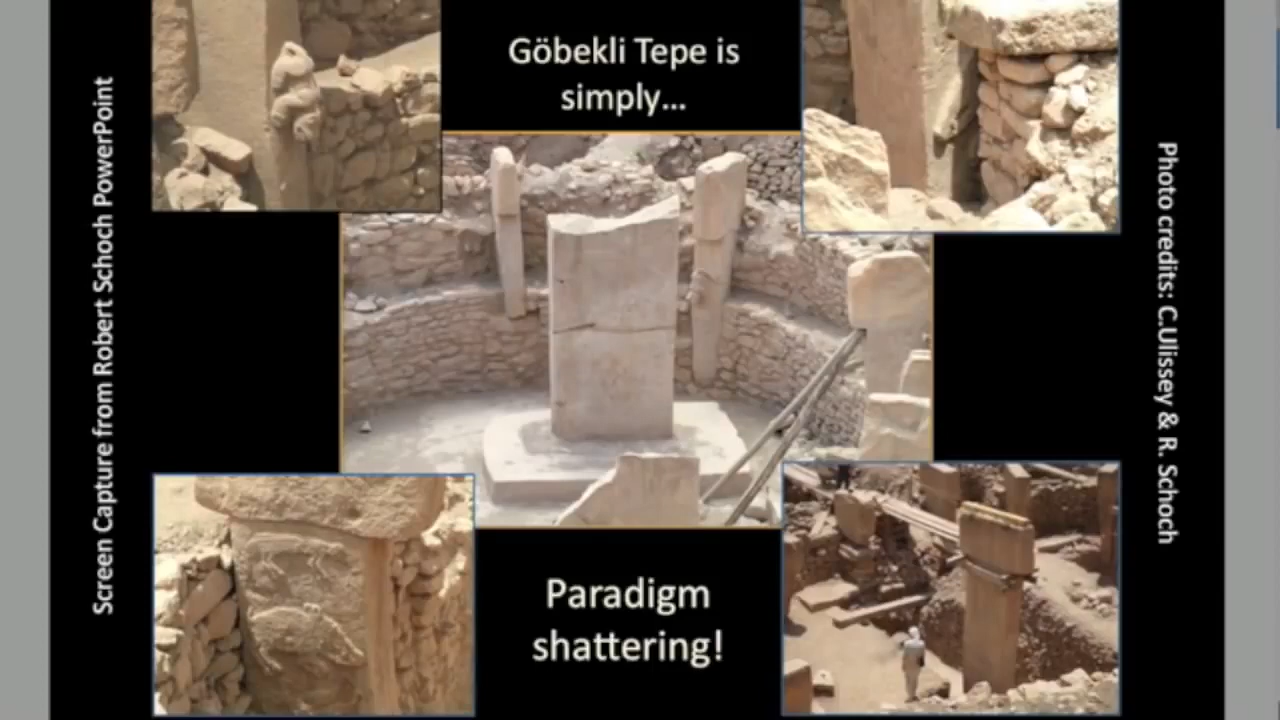 Göbekli Tepe is
simply...
Screen Capture from Robert Schoch PowerPoint
Photo credits: C.Ulissey & R. Schoch
Paradigm
shattering!